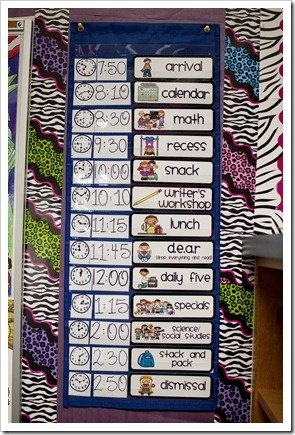 7:50 arrival
8:10 calendar
8:30 math
9:30 recess
10:00 snack
10:10 writer's
workshop
11:15 lunch
11:45 d.e.a.r
(drop everything and read)
12:00 daily five
1:15 specials
2:00 science/
social studies
2:30 stack and
pack
2:50 dismissal